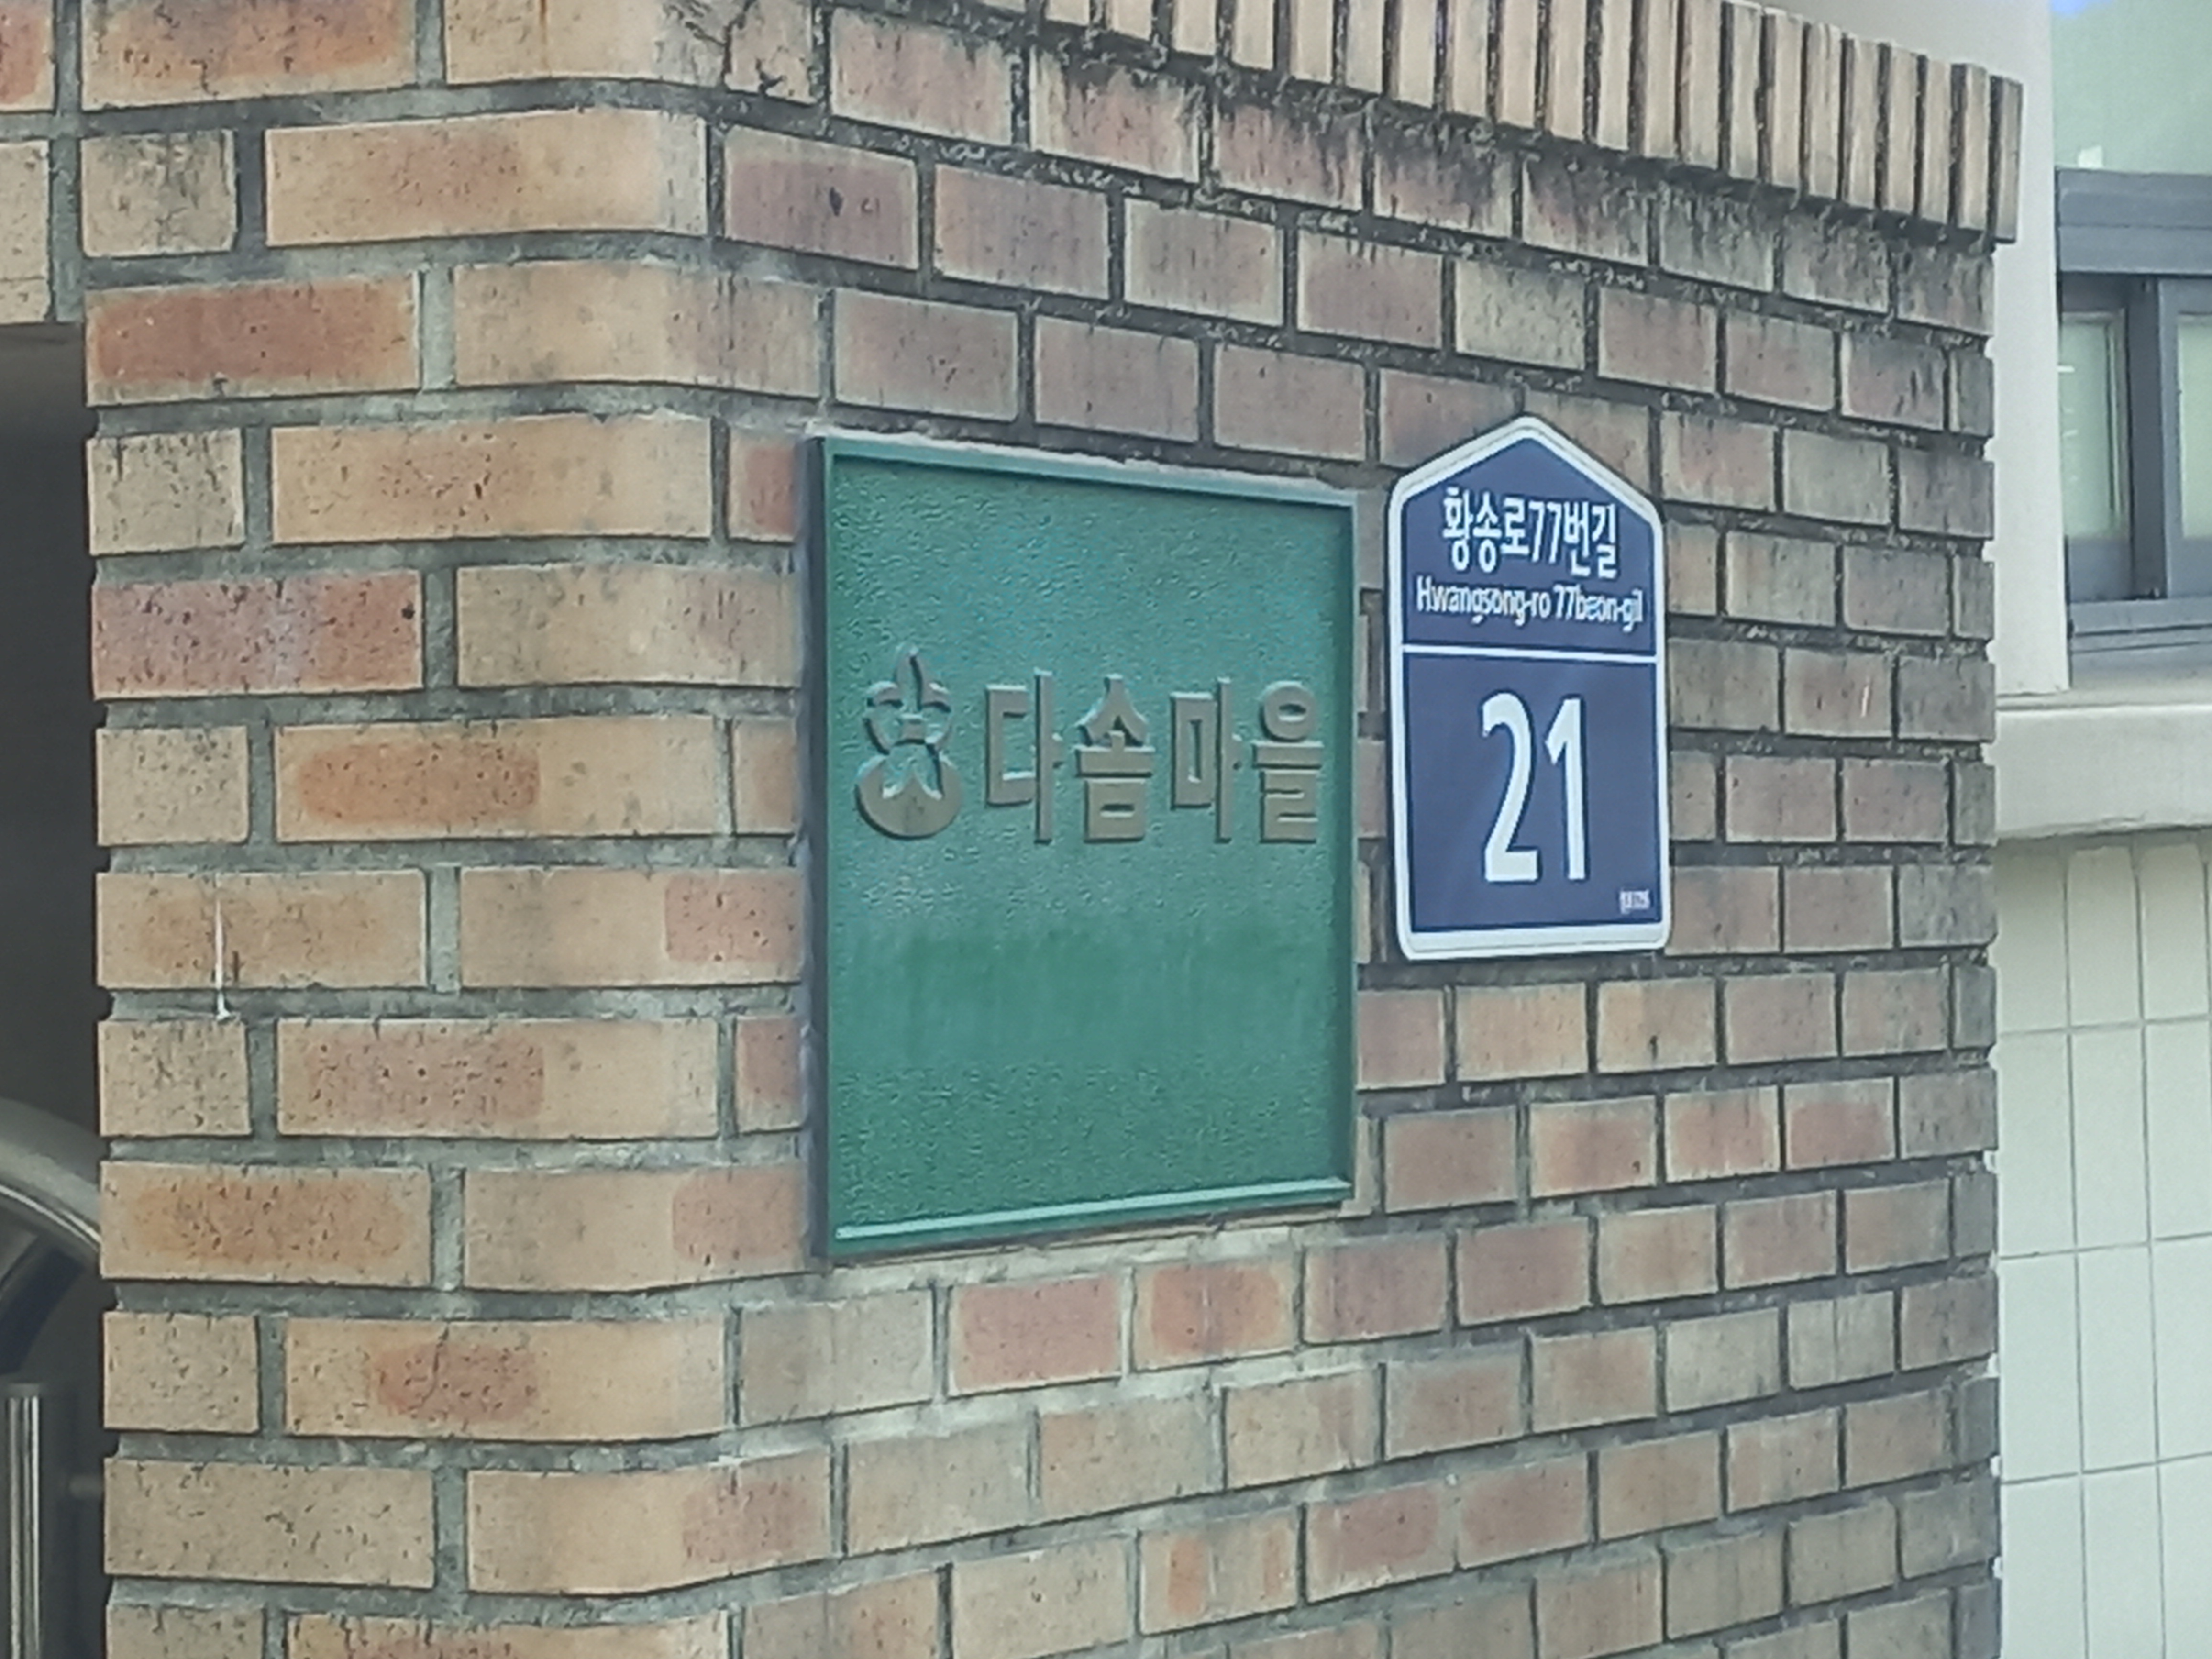 다솜마을
황송로77번길
Hwangsong-ro 77beon-gil
21